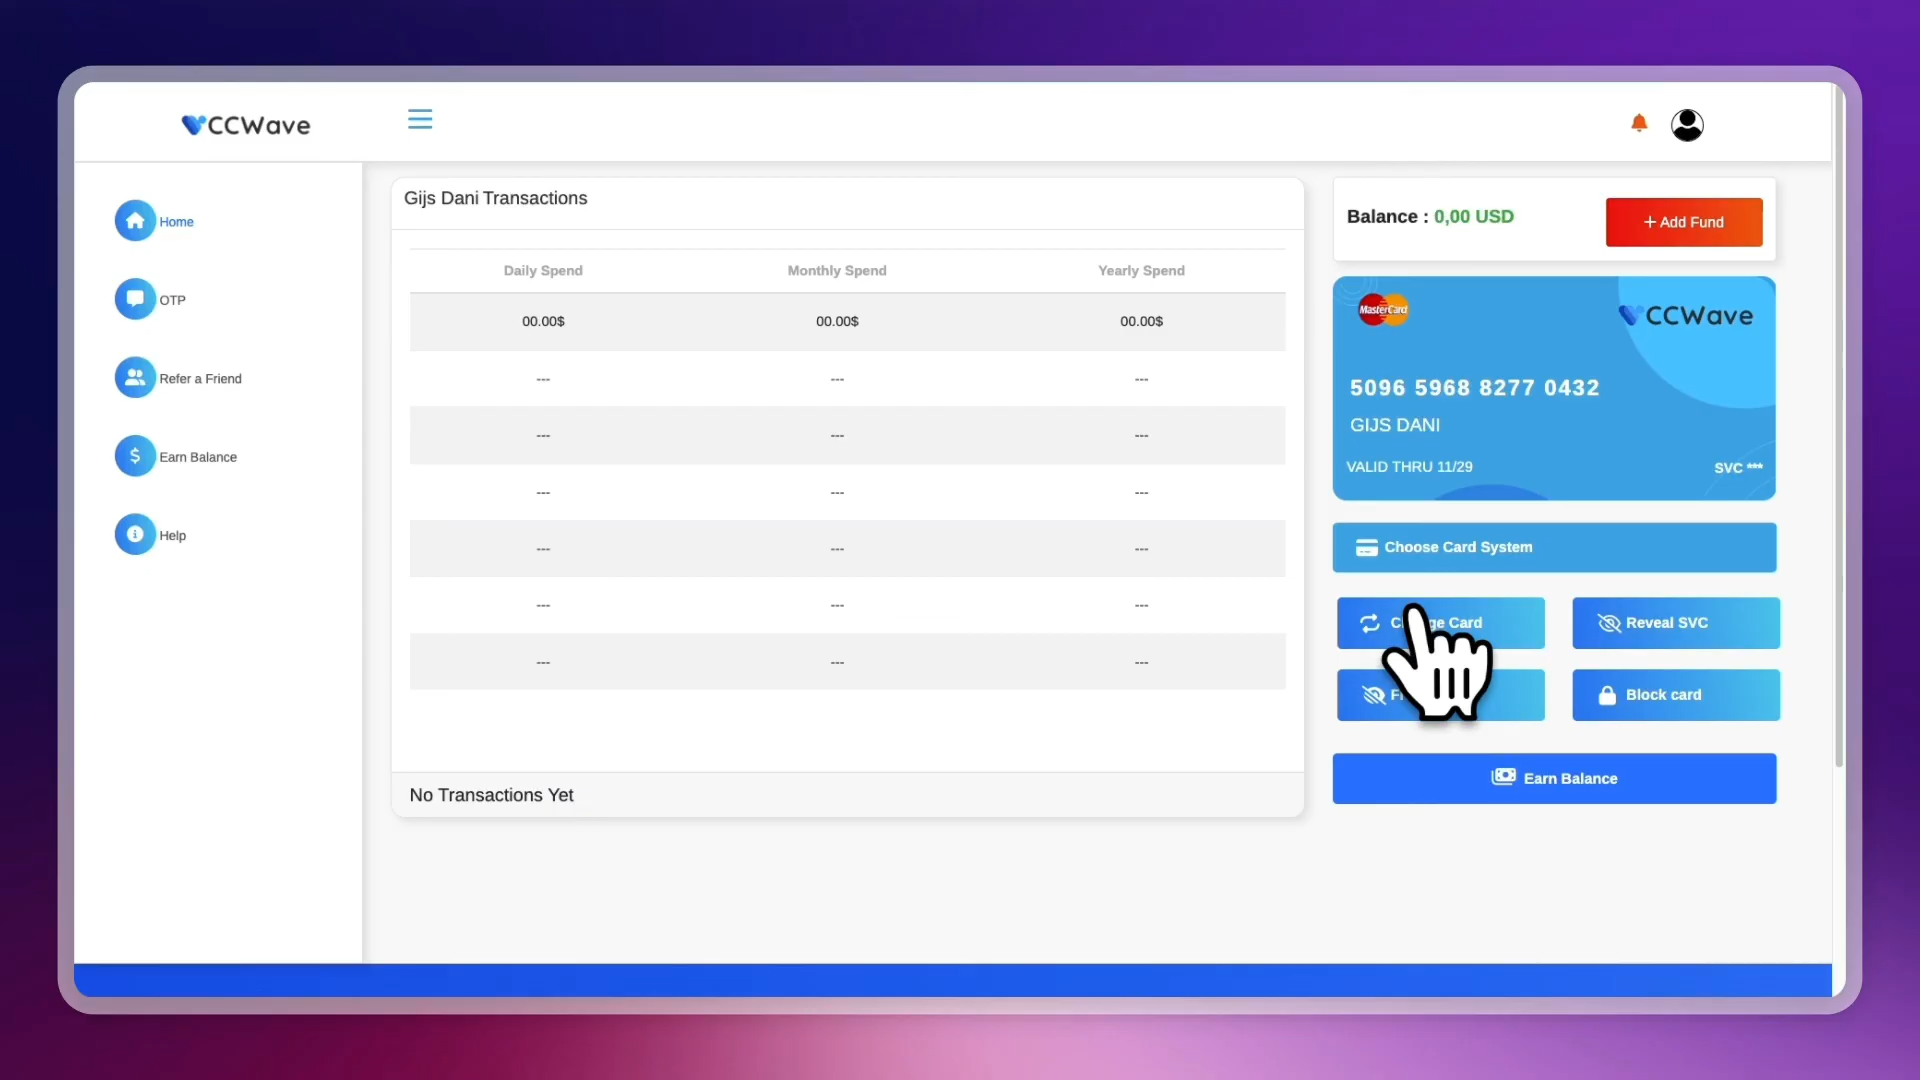 CCWave
Home
OTP
Refer a Friend
Earn Balance
Help
Gijs Dani Transactions
Daily Spend Monthly Spend Yearly Spend
00.00$ 00.00$ 00.00$
--- --- ---
--- --- ---
--- --- ---
--- --- ---
--- --- ---
--- --- ---
No Transactions Yet
Balance : 0,00 USD
+ Add Fund
MasterCard
CCWave
5096 5968 8277 0432
GIJS DANI
VALID THRU 11/29
SVC ***
Choose Card System
Card
Reveal SVC
Block card
Earn Balance